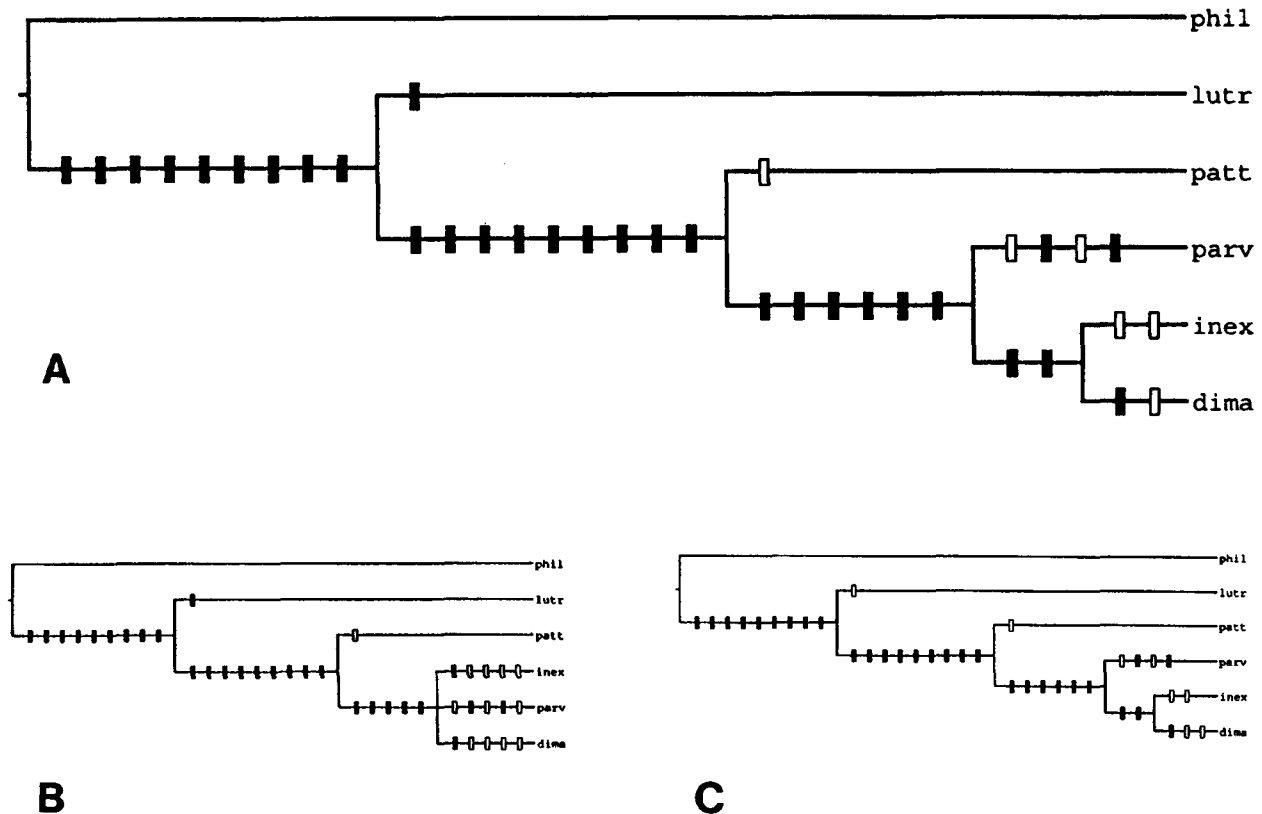 phil
lutr
patt
parv
inex
dima
A
phil
lutr
patt
inex
parv
dima
B
phil
lutr
patt
parv
inex
dima
C